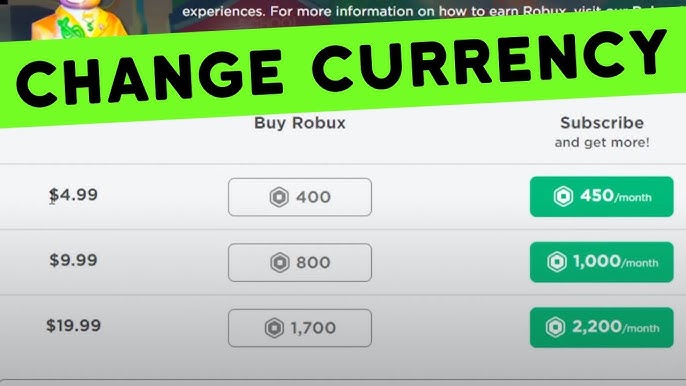 experiences. For more information on how to earn Robux, visit our
CHANGE CURRENCY
Buy Robux
Subscribe
and get more!
$4.99
400
450/month
$9.99
800
1,000/month
$19.99
1,700
2,200/month